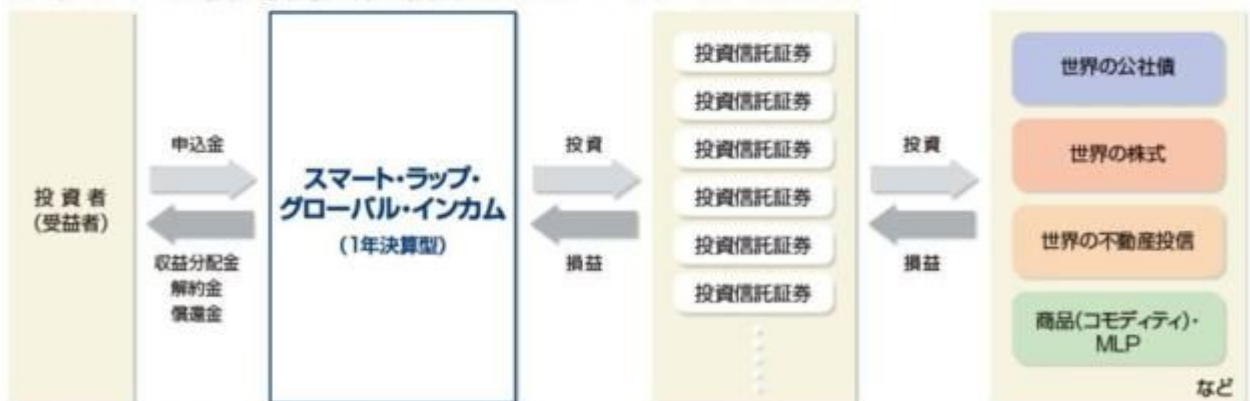 投資者
(受益者)
申込金
収益分配金
解約金
償還金
スマート・ラップ・
グローバル・インカム
(1年決算型)
投資
損益
投資信託証券
投資信託証券
投資信託証券
投資信託証券
投資信託証券
投資信託証券
投資
損益
世界の公社債
世界の株式
世界の不動産投信
商品(コモディティ)・
MLP
など